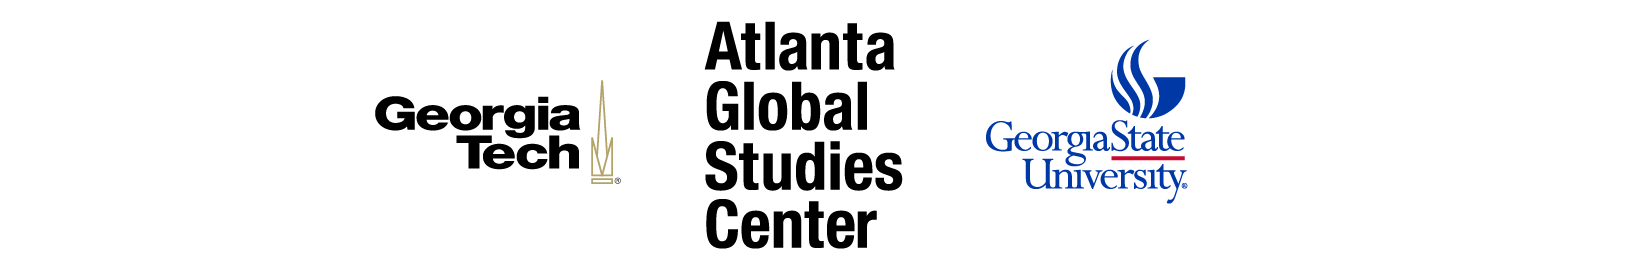 Georgia
Tech
®
Atlanta
Global
Studies
Center
GeorgiaState
University®